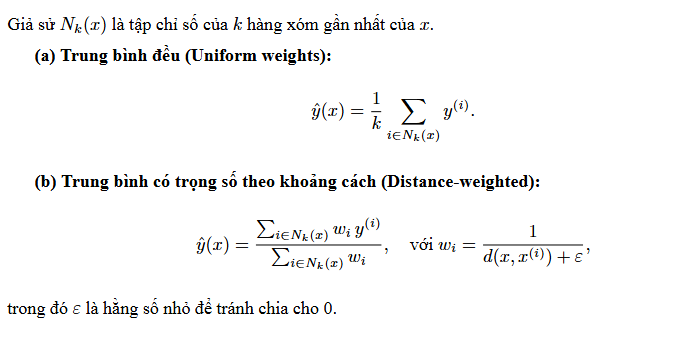 Giả sử $N_k(x)$ là tập chỉ số của $k$ hàng xóm gần nhất của $x$.
(a) Trung bình đều (Uniform weights):
$\hat{y}(x) = \frac{1}{k} \sum_{i \in N_k(x)} y^{(i)}.$
(b) Trung bình có trọng số theo khoảng cách (Distance-weighted):
$\hat{y}(x) = \frac{\sum_{i \in N_k(x)} w_i \, y^{(i)}}{\sum_{i \in N_k(x)} w_i}, \quad \text{với } w_i = \frac{1}{d(x, x^{(i)}) + \varepsilon},$
trong đó $\varepsilon$ là hằng số nhỏ để tránh chia cho 0.